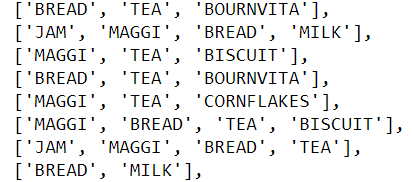 ['BREAD', 'TEA', 'BOURNVITA'],
['JAM', 'MAGGI', 'BREAD', 'MILK'],
['MAGGI', 'TEA', 'BISCUIT'],
['BREAD', 'TEA', 'BOURNVITA'],
['MAGGI', 'TEA', 'CORNFLAKES'],
['MAGGI', 'BREAD', 'TEA', 'BISCUIT'],
['JAM', 'MAGGI', 'BREAD', 'TEA'],
['BREAD', 'MILK'],